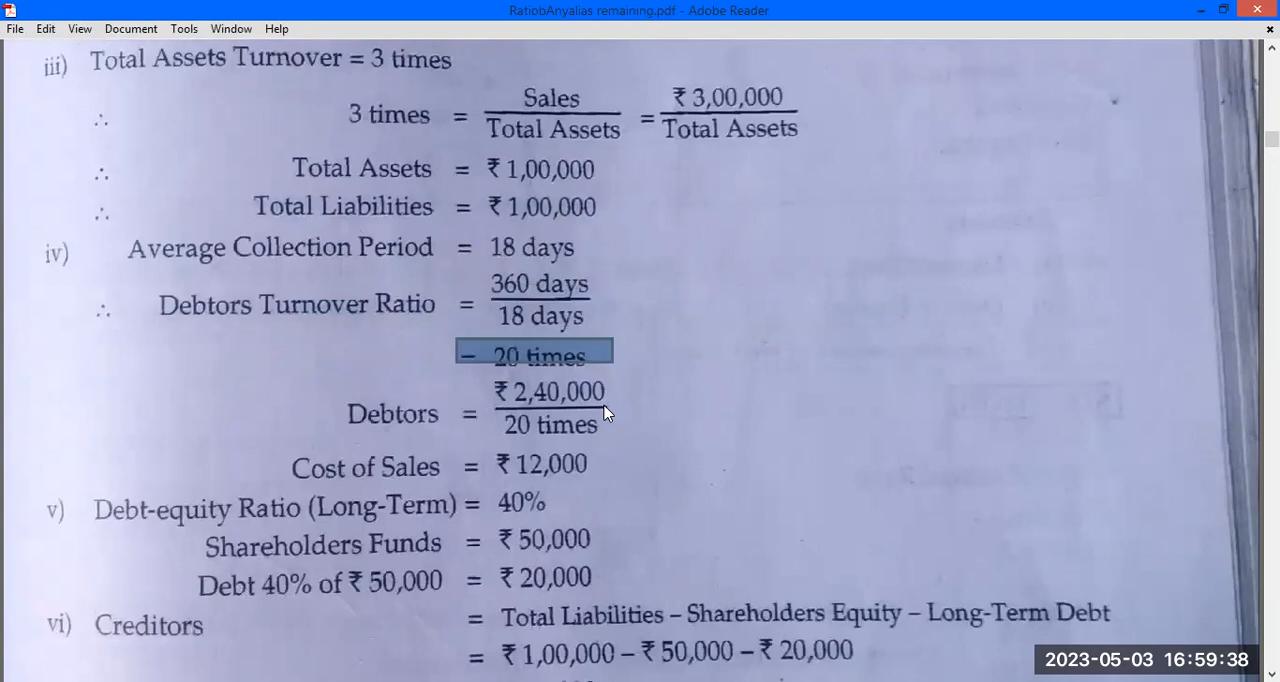 RatiobAnyalias remaining.pdf - Adobe Reader
File Edit View Document Tools Window Help
iii) Total Assets Turnover = 3 times
∴ 3 times = Sales / Total Assets = ₹ 3,00,000 / Total Assets
∴ Total Assets = ₹ 1,00,000
∴ Total Liabilities = ₹ 1,00,000
iv) Average Collection Period = 18 days
∴ Debtors Turnover Ratio = 360 days / 18 days
– 20 times
Debtors = ₹ 2,40,000 / 20 times
Cost of Sales = ₹ 12,000
v) Debt-equity Ratio (Long-Term) = 40%
Shareholders Funds = ₹ 50,000
Debt 40% of ₹ 50,000 = ₹ 20,000
vi) Creditors = Total Liabilities – Shareholders Equity – Long-Term Debt
= ₹ 1,00,000 – ₹ 50,000 – ₹ 20,000
2023-05-03 16:59:38